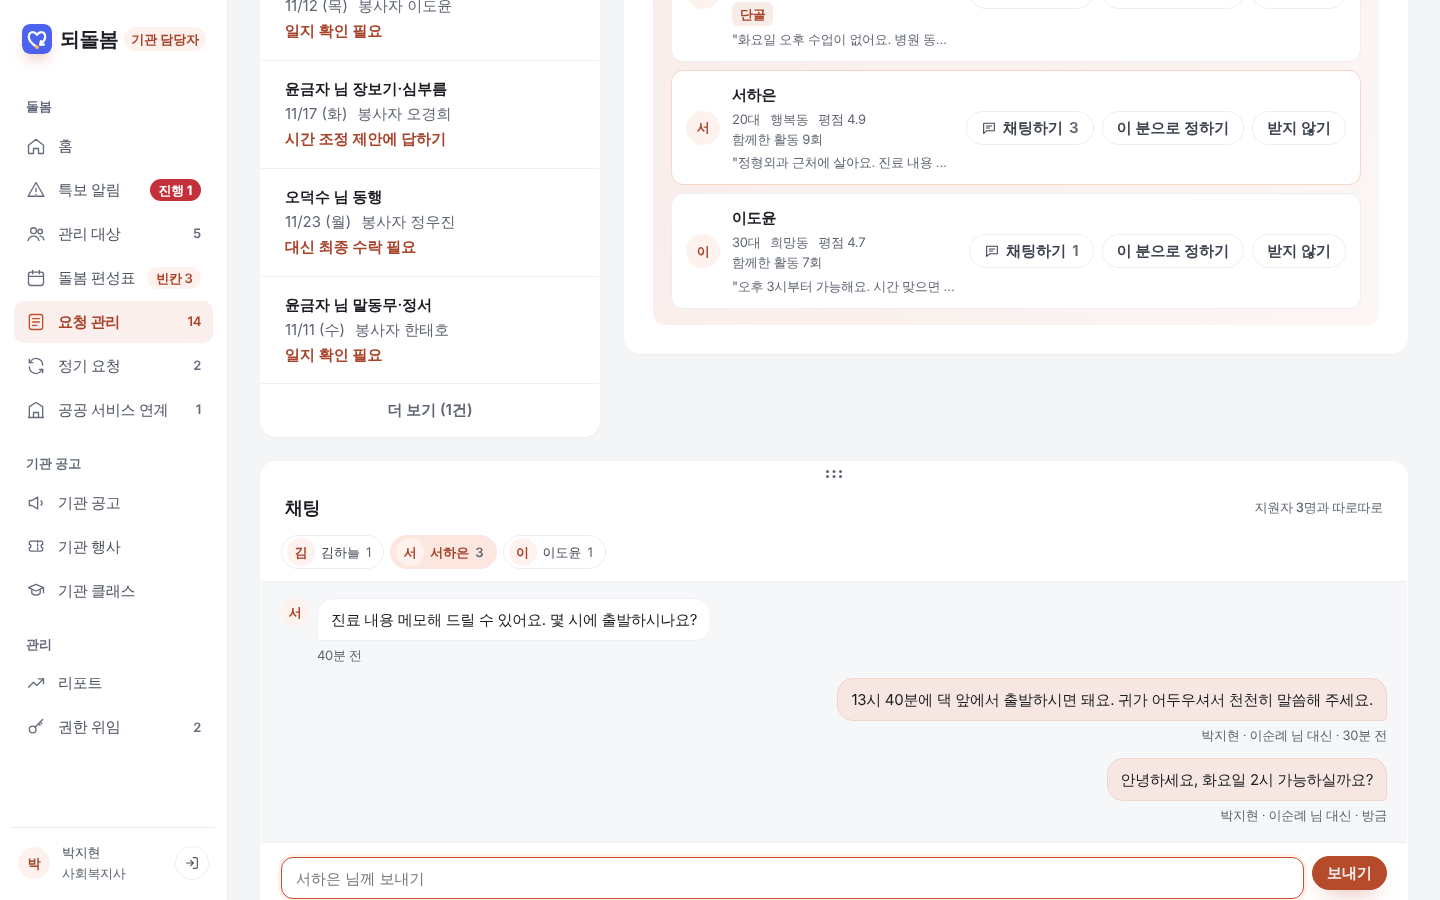 되돌봄 기관 담당자
돌봄
홈
특보 알림 진행 1
관리 대상 5
돌봄 편성표 빈칸 3
요청 관리 14
정기 요청 2
공공 서비스 연계 1
기관 공고
기관 공고
기관 행사
기관 클래스
관리
리포트
권한 위임 2
박 박지현
사회복지사
11/12 (목) 봉사자 이도윤
일지 확인 필요
윤금자 님 장보기·심부름
11/17 (화) 봉사자 오경희
시간 조정 제안에 답하기
오덕수 님 동행
11/23 (월) 봉사자 정우진
대신 최종 수락 필요
윤금자 님 말동무·정서
11/11 (수) 봉사자 한태호
일지 확인 필요
더 보기 (1건)
단골
"화요일 오후 수업이 없어요. 병원 동...
서
서하은
20대 행복동 평점 4.9
함께한 활동 9회
"정형외과 근처에 살아요. 진료 내용 ...
채팅하기 3 이 분으로 정하기 받지 않기
이
이도윤
30대 희망동 평점 4.7
함께한 활동 7회
"오후 3시부터 가능해요. 시간 맞으면 ...
채팅하기 1 이 분으로 정하기 받지 않기
채팅 지원자 3명과 따로따로
김 김하늘 1 서 서하은 3 이 이도윤 1
서 진료 내용 메모해 드릴 수 있어요. 몇 시에 출발하시나요?
40분 전
13시 40분에 댁 앞에서 출발하시면 돼요. 귀가 어두우셔서 천천히 말씀해 주세요.
박지현 · 이순례 님 대신 · 30분 전
안녕하세요, 화요일 2시 가능하실까요?
박지현 · 이순례 님 대신 · 방금
서하은 님께 보내기 보내기